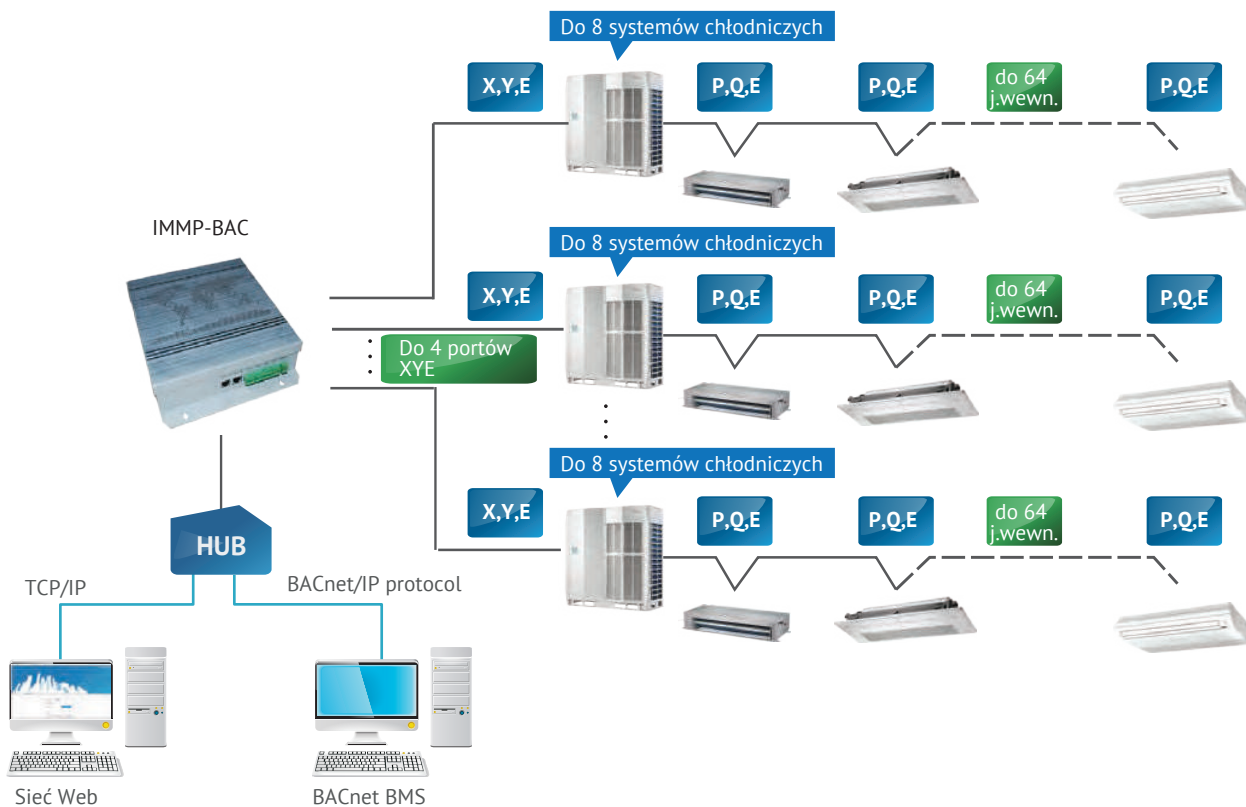 Do 8 systemów chłodniczych
X,Y,E
P,Q,E
P,Q,E
do 64
j.wewn.
P,Q,E
IMMP-BAC
Do 8 systemów chłodniczych
X,Y,E
P,Q,E
P,Q,E
do 64
j.wewn.
P,Q,E
Do 4 portów
XYE
Do 8 systemów chłodniczych
X,Y,E
P,Q,E
P,Q,E
do 64
j.wewn.
P,Q,E
HUB
TCP/IP
BACnet/IP protocol
Sieć Web
BACnet BMS